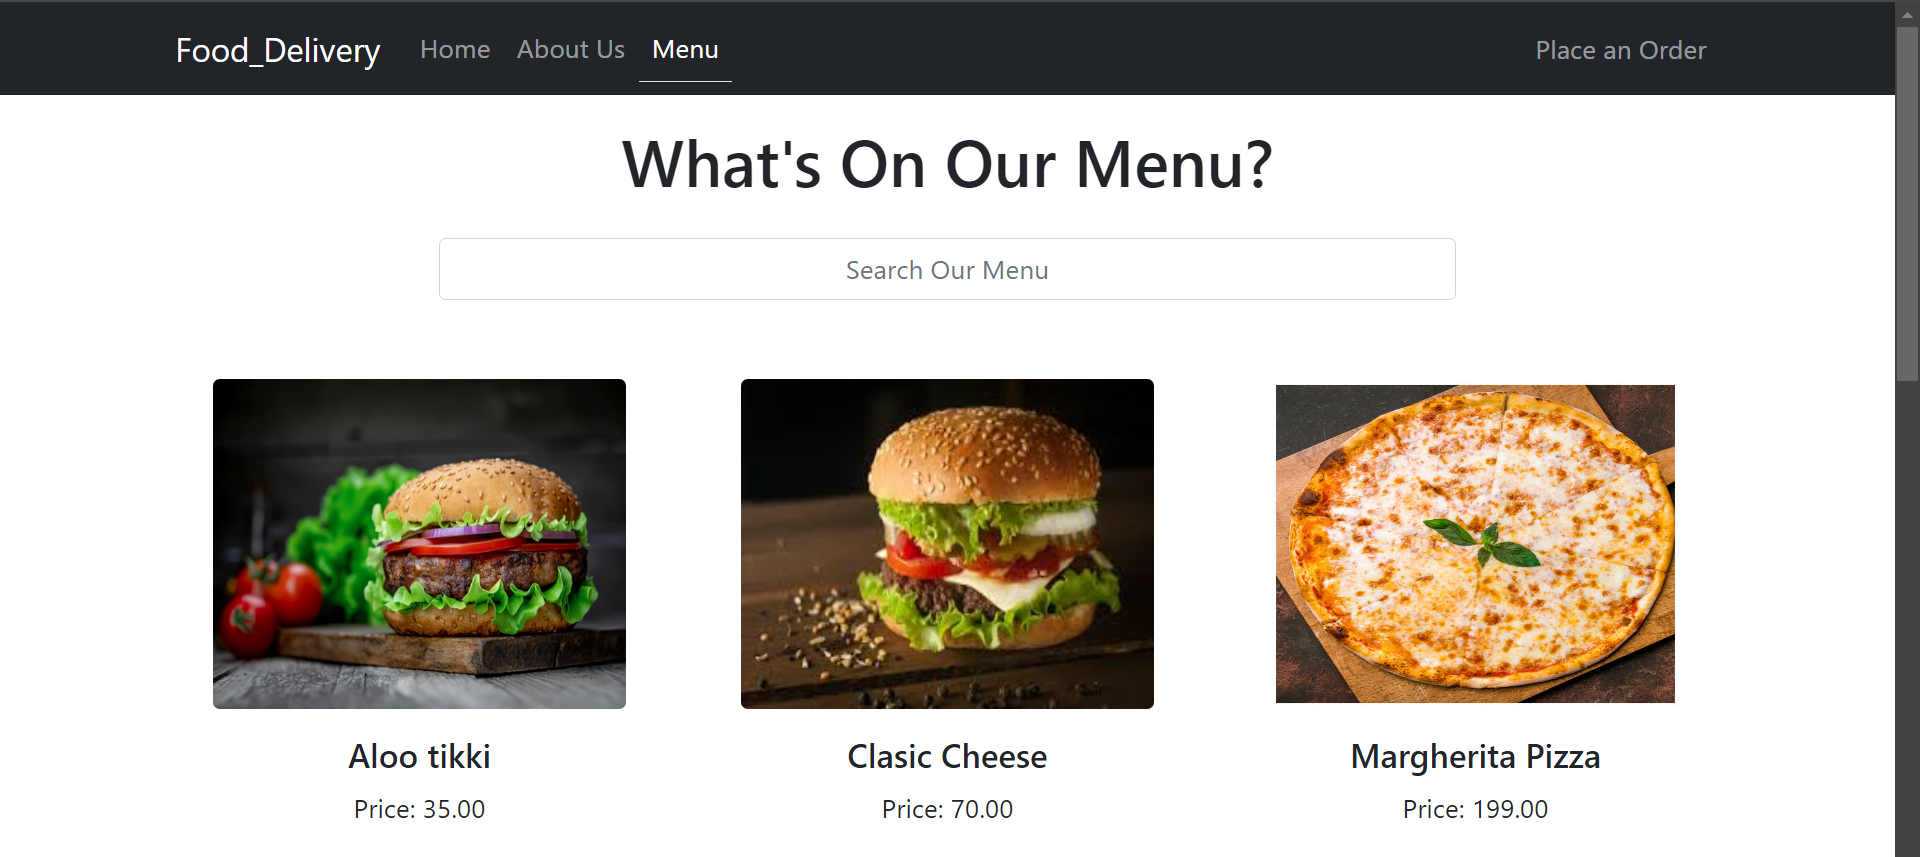 Food_Delivery Home About Us Menu Place an Order
What's On Our Menu?
Search Our Menu
Aloo tikki Clasic Cheese Margherita Pizza
Price: 35.00 Price: 70.00 Price: 199.00